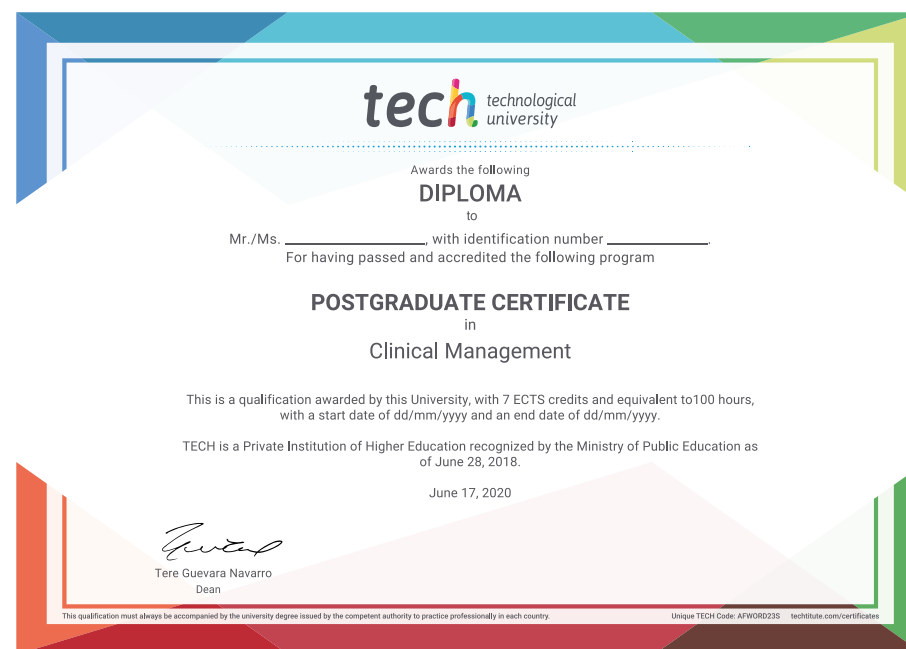 tech technological
university
Awards the following
DIPLOMA
to
Mr./Ms. ____________________, with identification number ______________.
For having passed and accredited the following program
POSTGRADUATE CERTIFICATE
in
Clinical Management
This is a qualification awarded by this University, with 7 ECTS credits and equivalent to100 hours,
with a start date of dd/mm/yyyy and an end date of dd/mm/yyyy.
TECH is a Private Institution of Higher Education recognized by the Ministry of Public Education as
of June 28, 2018.
June 17, 2020
Tere Guevara Navarro
Dean
This qualification must always be accompanied by the university degree issued by the competent authority to practice professionally in each country. Unique TECH Code: AFWORD23S techtitute.com/certificates